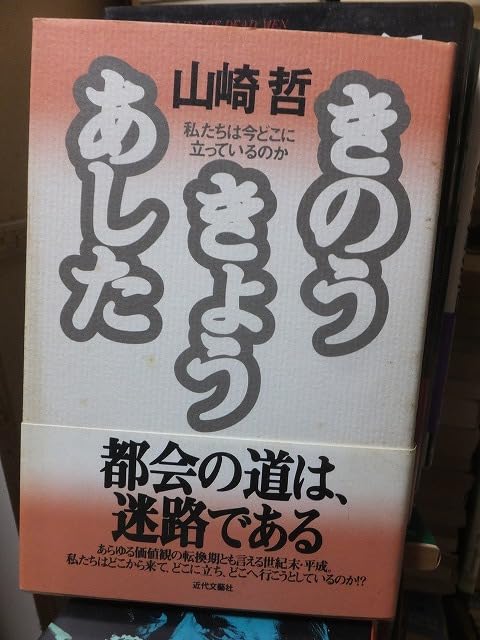 LIVES OF DEAD MEN
山崎 哲
私たちは今どこに
立っているのか
きのう
きょう
あした
都会の道は、
迷路である
あらゆる価値観の転換期とも言える世紀末・平成。
私たちはどこから来て、どこに立ち、どこへ行こうとしているのか!?
近代文藝社